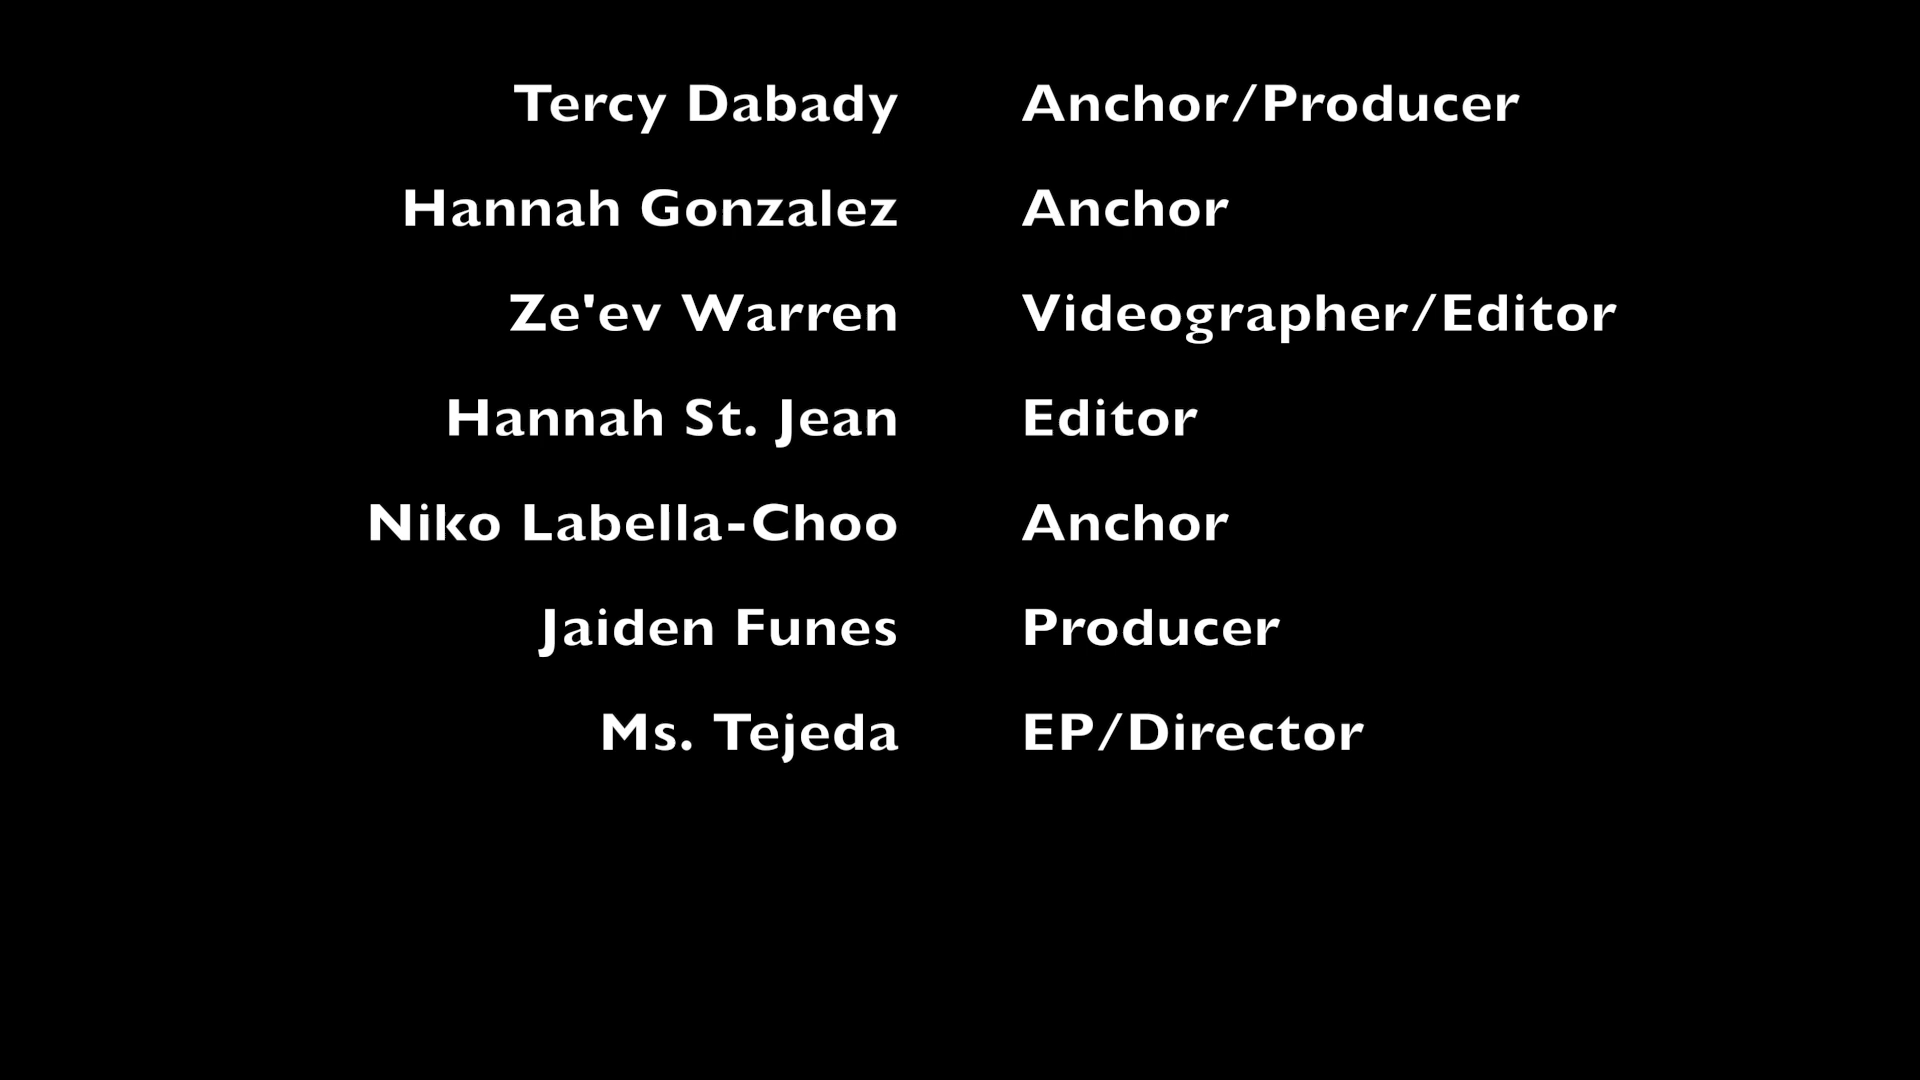 Tercy Dabady Anchor/Producer
Hannah Gonzalez Anchor
Ze'ev Warren Videographer/Editor
Hannah St. Jean Editor
Niko Labella-Choo Anchor
Jaiden Funes Producer
Ms. Tejeda EP/Director